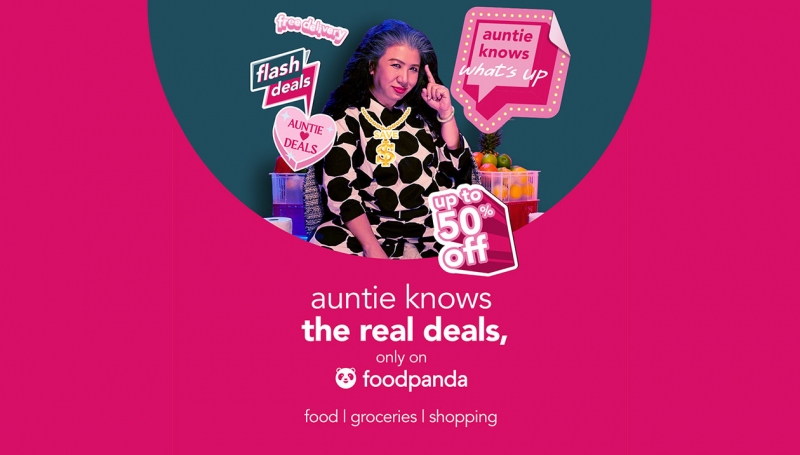 free delivery
flash
deals
AUNTIE
DEALS
SAVE
$
auntie
knows
what's up
up to
50%
off
auntie knows
the real deals,
only on
foodpanda
food | groceries | shopping